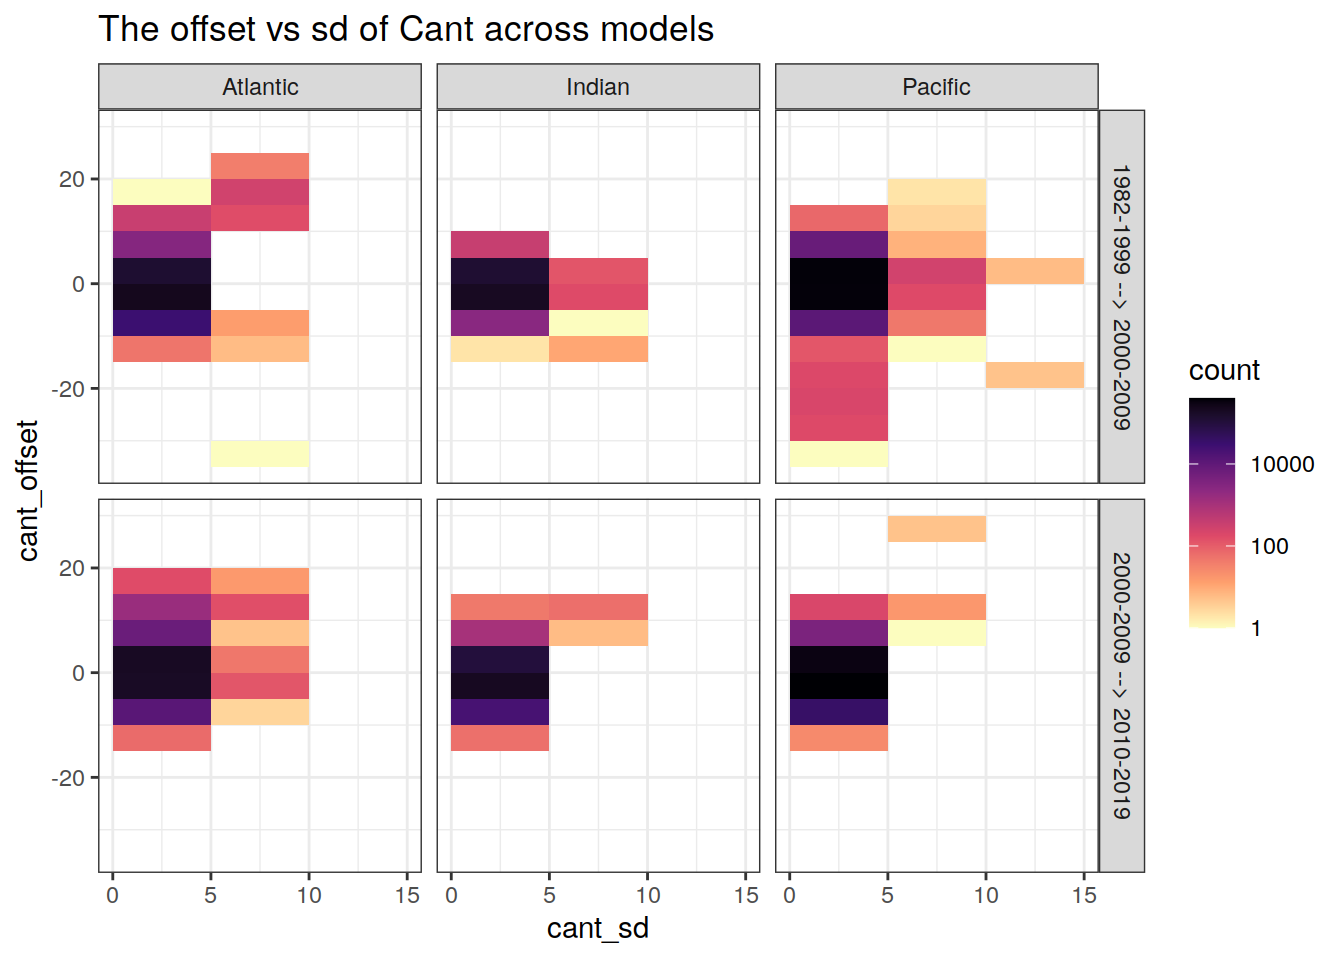 The offset vs sd of Cant across models
Atlantic
Indian
Pacific
20
0
-20
1982-1999 --> 2000-2009
20
0
-20
2000-2009 --> 2010-2019
0 5 10 15
0 5 10 15
0 5 10 15
cant_sd
cant_offset
count
10000
100
1